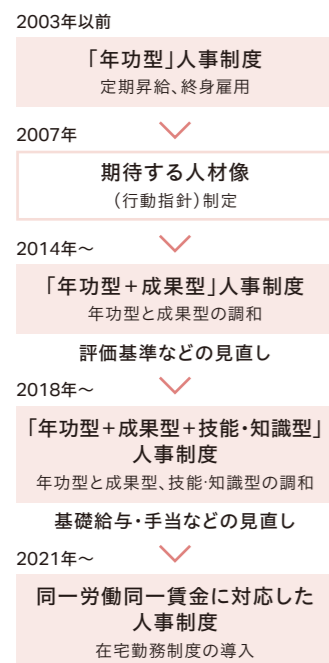 2003年以前
「年功型」人事制度
定期昇給、終身雇用
2007年
期待する人材像
（行動指針）制定
2014年〜
「年功型＋成果型」人事制度
年功型と成果型の調和
評価基準などの見直し
2018年〜
「年功型＋成果型＋技能・知識型」
人事制度
年功型と成果型、技能・知識型の調和
基礎給与・手当などの見直し
2021年〜
同一労働同一賃金に対応した
人事制度
在宅勤務制度の導入